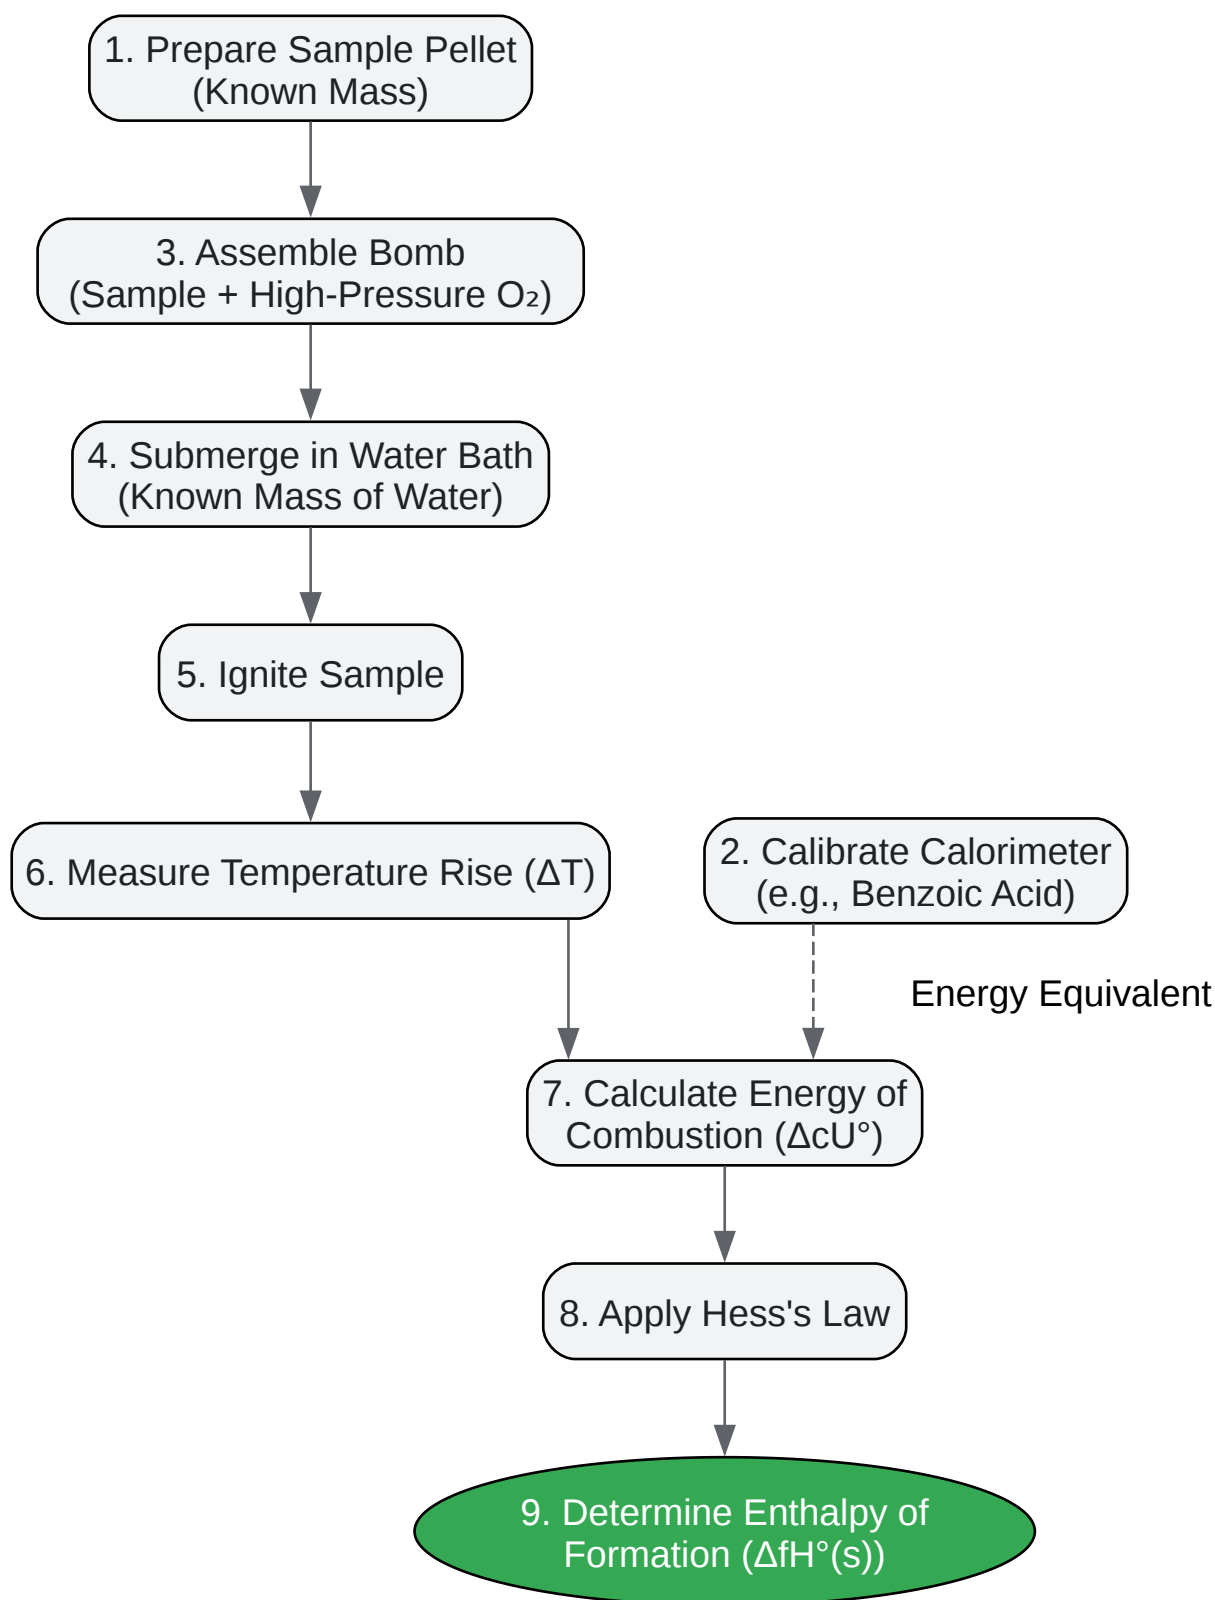 1. Prepare Sample Pellet
(Known Mass)
3. Assemble Bomb
(Sample + High-Pressure O₂)
4. Submerge in Water Bath
(Known Mass of Water)
5. Ignite Sample
6. Measure Temperature Rise (ΔT)
2. Calibrate Calorimeter
(e.g., Benzoic Acid)
Energy Equivalent
7. Calculate Energy of
Combustion (ΔcU°)
8. Apply Hess's Law
9. Determine Enthalpy of
Formation (ΔfH°(s))